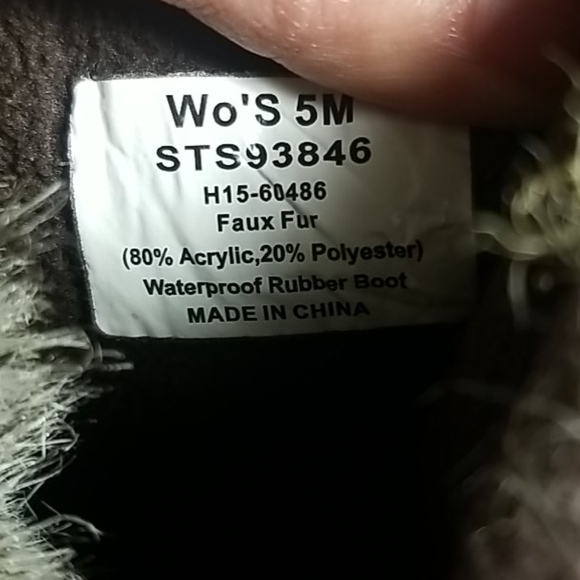 Wo'S 5M
STS93846
H15-60486
Faux Fur
(80% Acrylic,20% Polyester)
Waterproof Rubber Boot
MADE IN CHINA